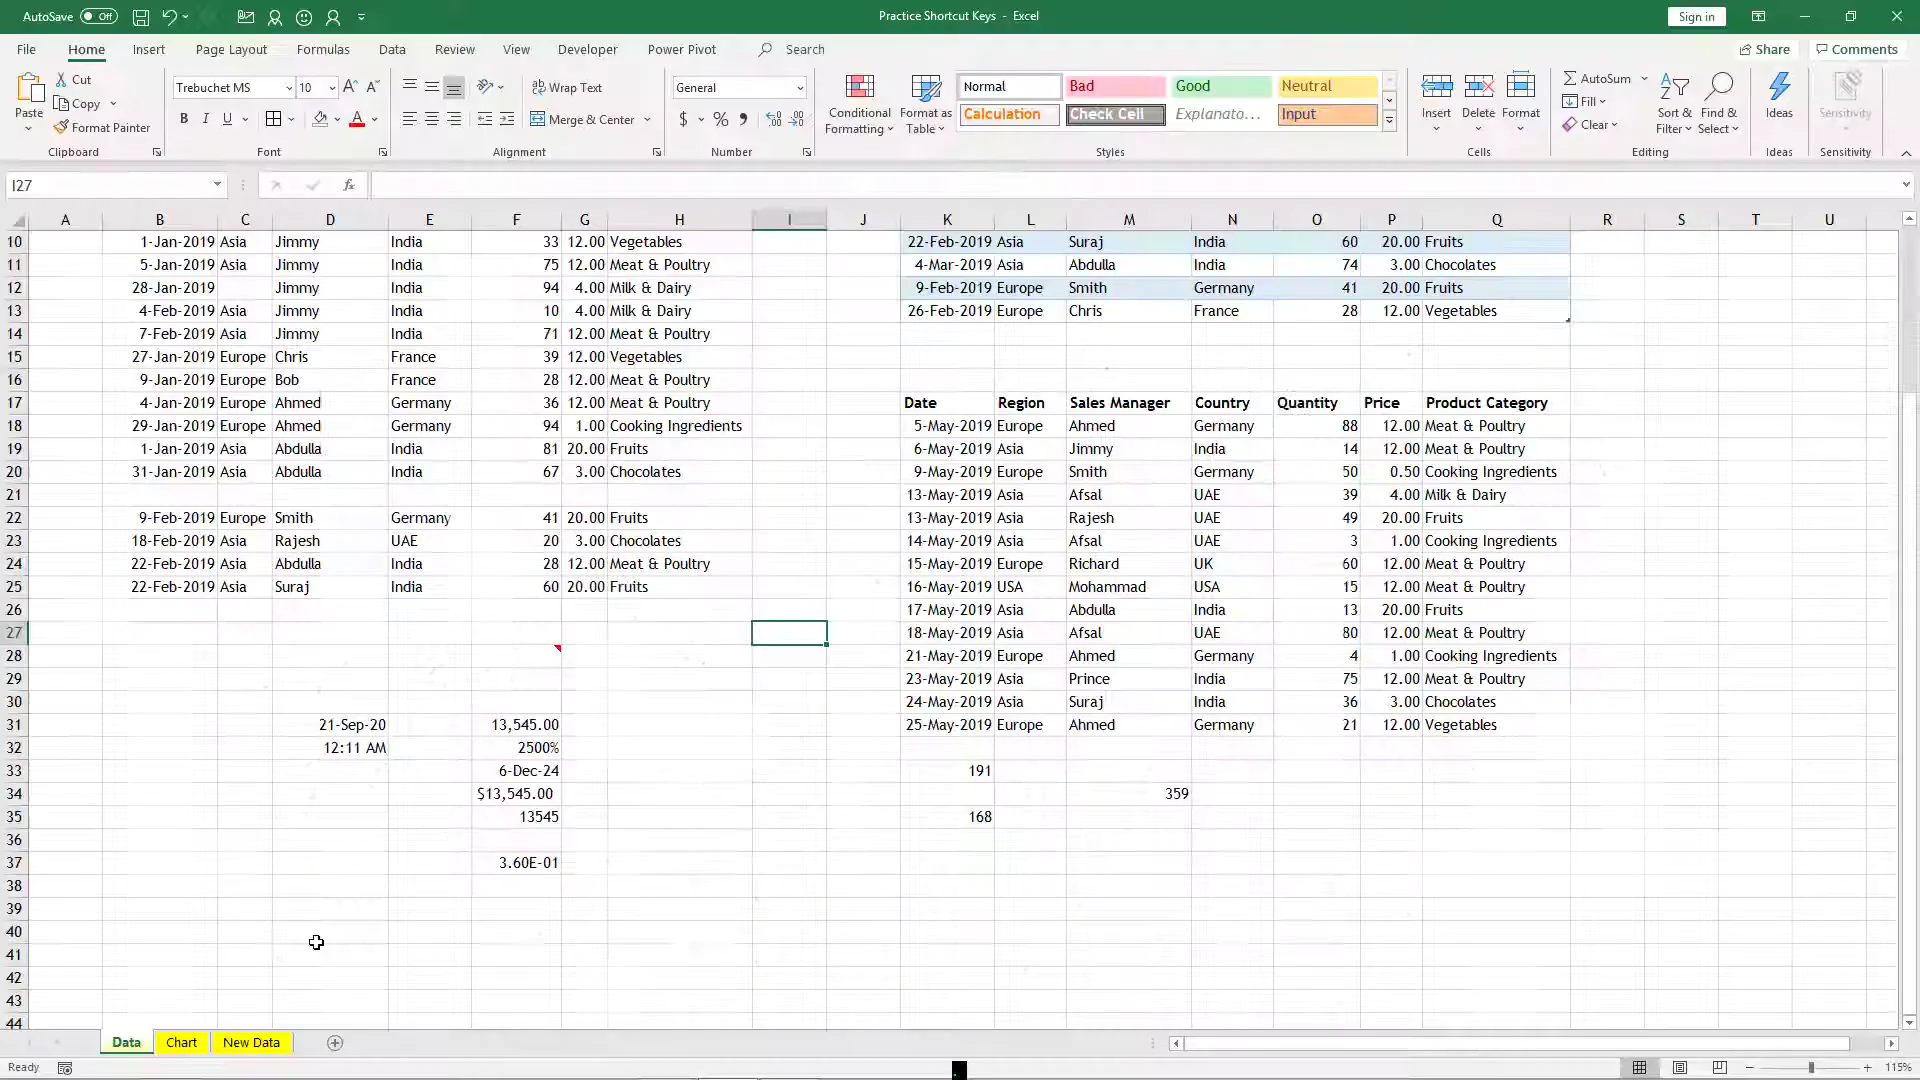 AutoSave Off
Practice Shortcut Keys - Excel
Sign in
File Home Insert Page Layout Formulas Data Review View Developer Power Pivot Search
Share Comments
Paste
Cut
Copy
Format Painter
Clipboard
Trebuchet MS 10
B I U
Font
Wrap Text
Merge & Center
Alignment
General
$ %
Number
Conditional Formatting
Format as Table
Normal Bad Good Neutral
Calculation Check Cell Explanato... Input
Styles
Insert Delete Format
Cells
AutoSum
Fill
Clear
Sort & Filter
Find & Select
Editing
Ideas
Ideas
Sensitivity
Sensitivity
I27 fx
A B C D E F G H I J K L M N O P Q R S T U
10 1-Jan-2019 Asia Jimmy India 33 12.00 Vegetables 22-Feb-2019 Asia Suraj India 60 20.00 Fruits
11 5-Jan-2019 Asia Jimmy India 75 12.00 Meat & Poultry 4-Mar-2019 Asia Abdulla India 74 3.00 Chocolates
12 28-Jan-2019 Jimmy India 94 4.00 Milk & Dairy 9-Feb-2019 Europe Smith Germany 41 20.00 Fruits
13 4-Feb-2019 Asia Jimmy India 10 4.00 Milk & Dairy 26-Feb-2019 Europe Chris France 28 12.00 Vegetables
14 7-Feb-2019 Asia Jimmy India 71 12.00 Meat & Poultry
15 27-Jan-2019 Europe Chris France 39 12.00 Vegetables
16 9-Jan-2019 Europe Bob France 28 12.00 Meat & Poultry
17 4-Jan-2019 Europe Ahmed Germany 36 12.00 Meat & Poultry Date Region Sales Manager Country Quantity Price Product Category
18 29-Jan-2019 Europe Ahmed Germany 94 1.00 Cooking Ingredients 5-May-2019 Europe Ahmed Germany 88 12.00 Meat & Poultry
19 1-Jan-2019 Asia Abdulla India 81 20.00 Fruits 6-May-2019 Asia Jimmy India 14 12.00 Meat & Poultry
20 31-Jan-2019 Asia Abdulla India 67 3.00 Chocolates 9-May-2019 Europe Smith Germany 50 0.50 Cooking Ingredients
21 13-May-2019 Asia Afsal UAE 39 4.00 Milk & Dairy
22 9-Feb-2019 Europe Smith Germany 41 20.00 Fruits 13-May-2019 Asia Rajesh UAE 49 20.00 Fruits
23 18-Feb-2019 Asia Rajesh UAE 20 3.00 Chocolates 14-May-2019 Asia Afsal UAE 3 1.00 Cooking Ingredients
24 22-Feb-2019 Asia Abdulla India 28 12.00 Meat & Poultry 15-May-2019 Europe Richard UK 60 12.00 Meat & Poultry
25 22-Feb-2019 Asia Suraj India 60 20.00 Fruits 16-May-2019 USA Mohammad USA 15 12.00 Meat & Poultry
26 17-May-2019 Asia Abdulla India 13 20.00 Fruits
27 18-May-2019 Asia Afsal UAE 80 12.00 Meat & Poultry
28 21-May-2019 Europe Ahmed Germany 4 1.00 Cooking Ingredients
29 23-May-2019 Asia Prince India 75 12.00 Meat & Poultry
30 24-May-2019 Asia Suraj India 36 3.00 Chocolates
31 21-Sep-20 13,545.00 25-May-2019 Europe Ahmed Germany 21 12.00 Vegetables
32 12:11 AM 2500%
33 6-Dec-24 191
34 $13,545.00 359
35 13545 168
36
37 3.60E-01
38
39
40
41
42
43
44
Data Chart New Data
Ready 115%